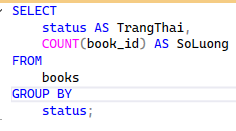 SELECT
status AS TrangThai,
COUNT(book_id) AS SoLuong
FROM
books
GROUP BY
status;